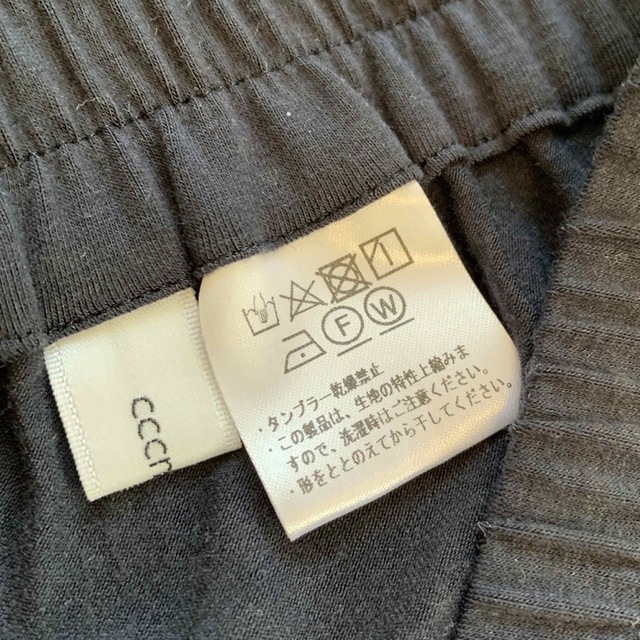 F W
・タンブラー乾燥禁止
・この製品は、生地の特性上縮みま
すので、洗濯時はご注意ください。
・形をととのえてから干してください。
ccc